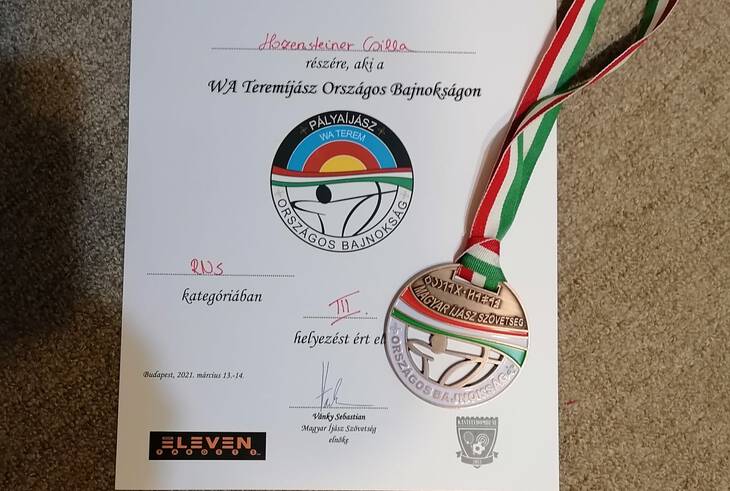 Hozensteiner Csilla
részére, aki a
WA Teremíjász Országos Bajnokságon
PÁLYAÍJÁSZ
WA TEREM
ORSZÁGOS BAJNOKSÁG
RNS
kategóriában
III.
helyezést ért el
Budapest, 2021. március 13.-14.
Vánky Sebastian
Magyar Íjász Szövetség
elnöke
ELEVEN
TARGETS
MAGYAR ÍJÁSZ SZÖVETSÉG
ORSZÁGOS BAJNOKSÁG